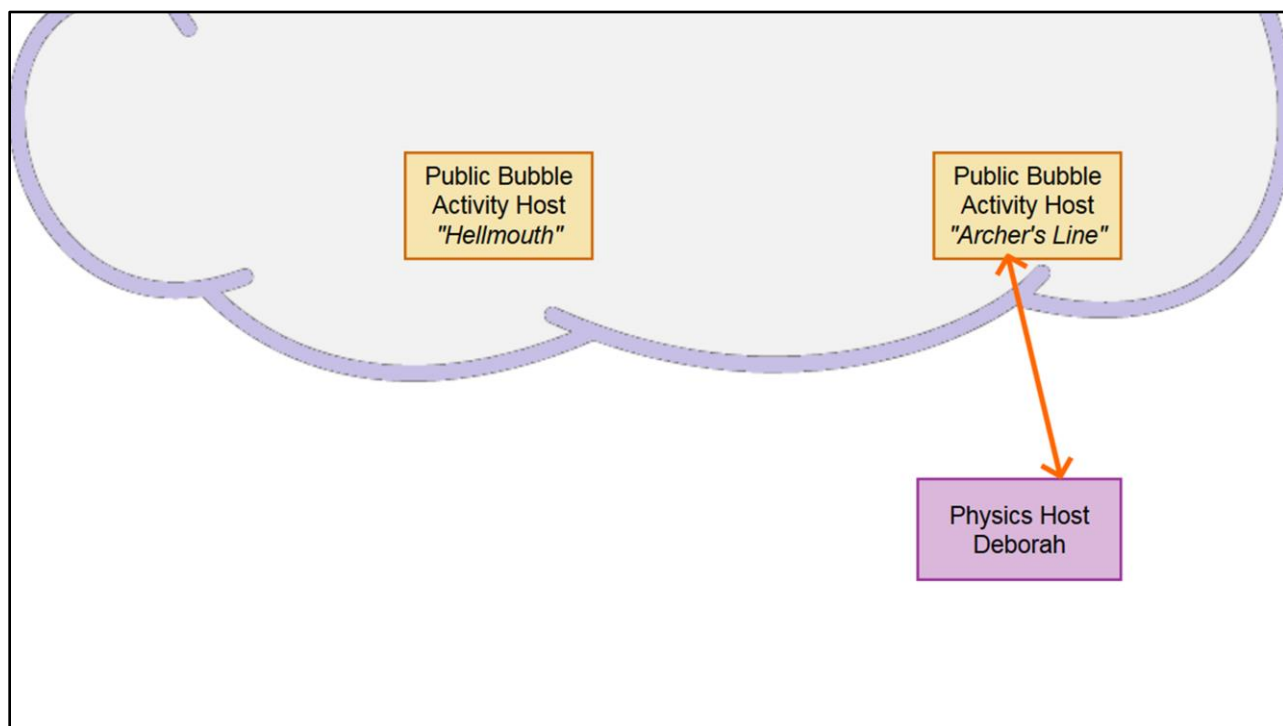 Public Bubble
Activity Host
"Hellmouth"
Public Bubble
Activity Host
"Archer's Line"
Physics Host
Deborah